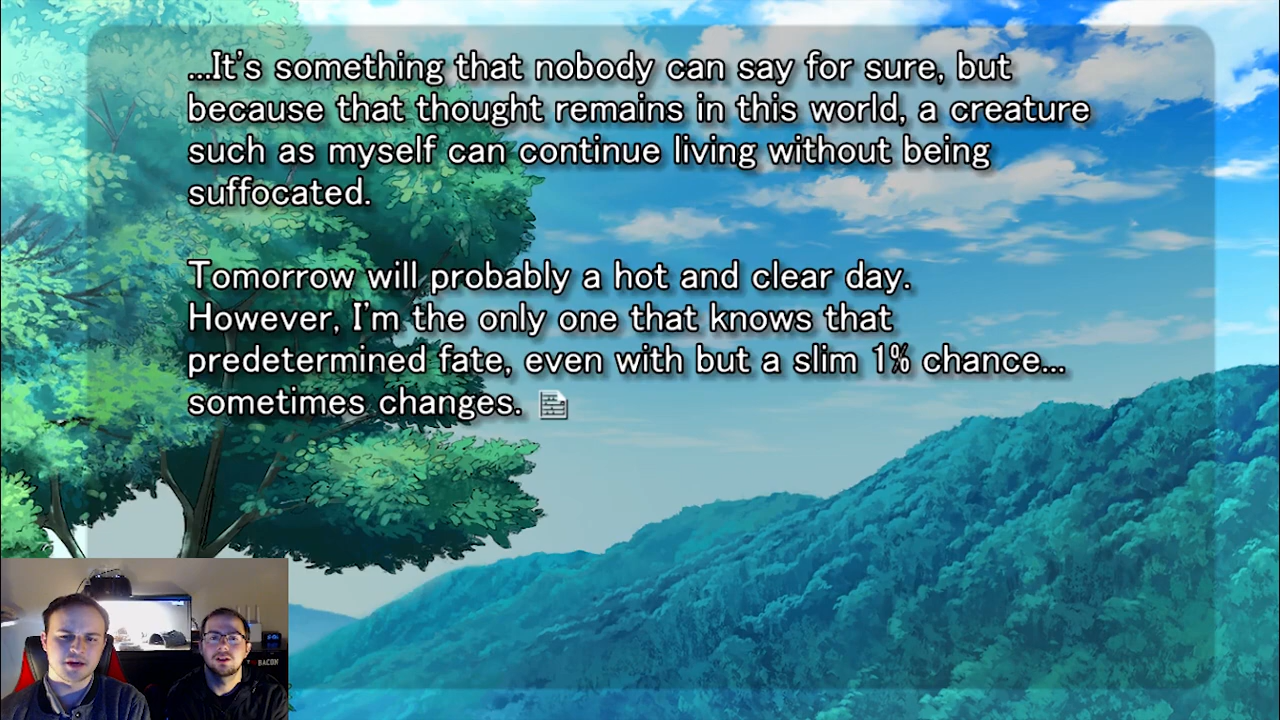 ...It's something that nobody can say for sure, but
because that thought remains in this world, a creature
such as myself can continue living without being
suffocated.
Tomorrow will probably a hot and clear day.
However, I'm the only one that knows that
predetermined fate, even with but a slim 1% chance...
sometimes changes.
BACON